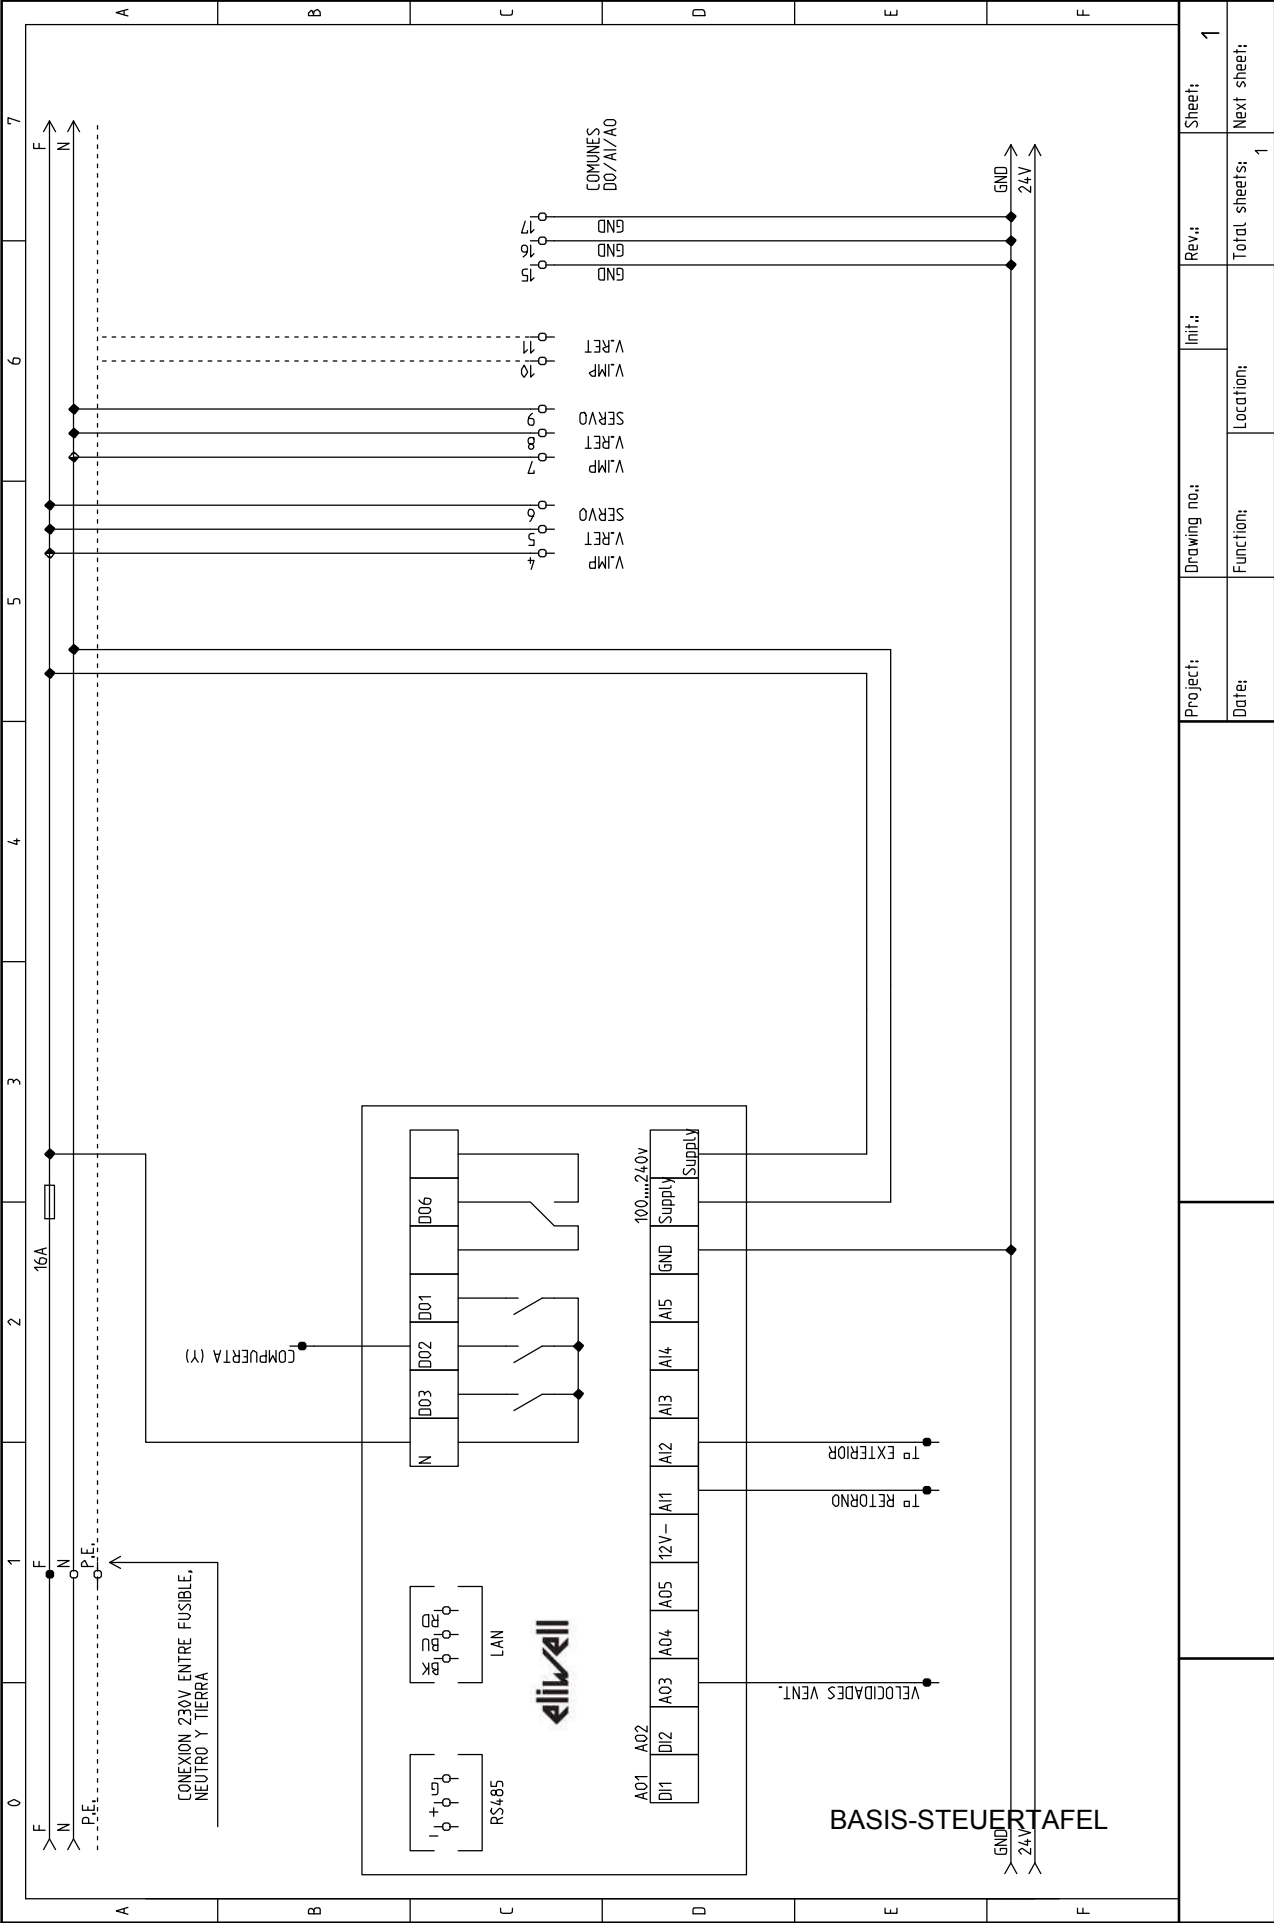 BASIS-STEUERTAFEL
0
1
2
3
4
5
6
7
A
B
C
D
E
F
A
B
C
D
E
F
F
N
P.E.
F
N
P.E.
16A
F
N
CONEXION 230V ENTRE FUSIBLE,
NEUTRO Y TIERRA
COMPUERTA (Y)
- + G
RS485
BK BU RD
LAN
eliwell
N
DO3
DO2
DO1
DO6
AO1
AO2
100....240v
DI1
DI2
AO3
AO4
AO5
12V-
AI1
AI2
AI3
AI4
AI5
GND
Supply
Supply
VELOCIDADES VENT.
Tº RETORNO
Tº EXTERIOR
4
V.IMP
5
V.RET
6
SERVO
7
V.IMP
8
V.RET
9
SERVO
10
V.IMP
11
V.RET
15
GND
16
GND
17
GND
COMUNES
DO/AI/AO
GND
24V
GND
24V
Project:
Drawing no.:
Init.:
Rev.:
Sheet:
1
Date:
Function:
Location:
Total sheets:
1
Next sheet: